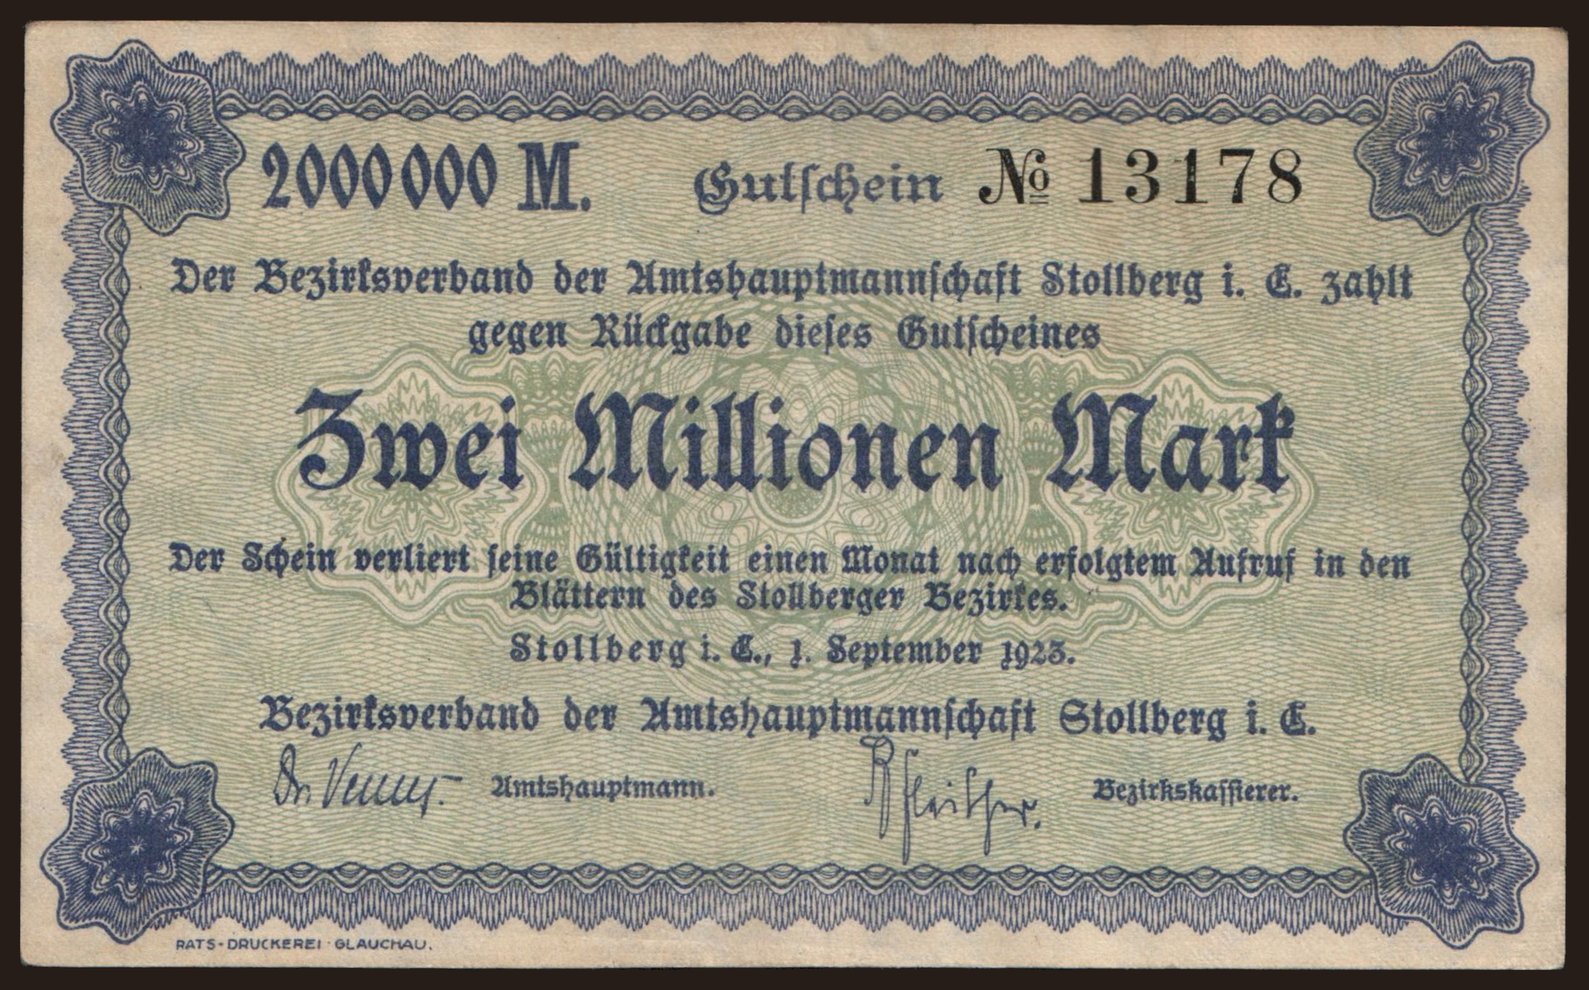 2000000 M. Gutschein № 13178
Der Bezirksverband der Amtshauptmannschaft Stollberg i. E. zahlt
gegen Rückgabe dieses Gutscheines
Zwei Millionen Mark
Der Schein verliert seine Gültigkeit einen Monat nach erfolgtem Aufruf in den
Blättern des Stollberger Bezirkes.
Stollberg i. E., 1. September 1923.
Bezirksverband der Amtshauptmannschaft Stollberg i. E.
Dr. Amtshauptmann. Bezirkskassierer.
RATS-DRUCKEREI · GLAUCHAU.